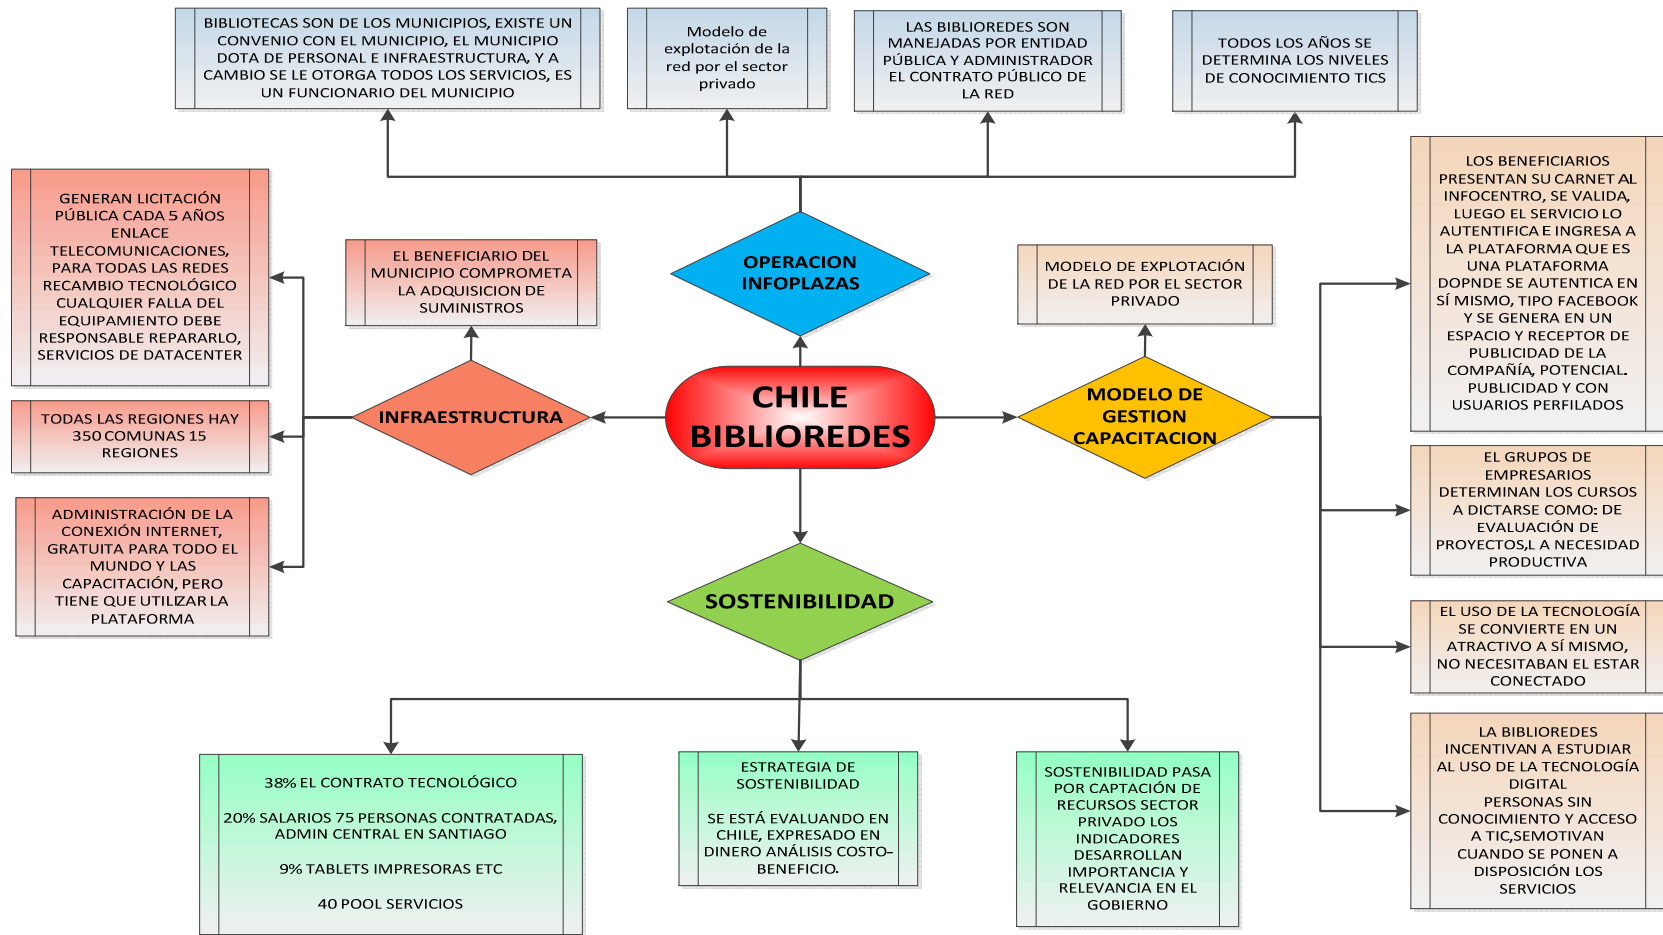 BIBLIOTECAS SON DE LOS MUNICIPIOS, EXISTE UN
CONVENIO CON EL MUNICIPIO, EL MUNICIPIO
DOTA DE PERSONAL E INFRAESTRUCTURA, Y A
CAMBIO SE LE OTORGA TODOS LOS SERVICIOS, ES
UN FUNCIONARIO DEL MUNICIPIO
Modelo de
explotación de la
red por el sector
privado
LAS BIBLIOREDES SON
MANEJADAS POR ENTIDAD
PÚBLICA Y ADMINISTRADOR
EL CONTRATO PÚBLICO DE
LA RED
TODOS LOS AÑOS SE
DETERMINA LOS NIVELES
DE CONOCIMIENTO TICS
GENERAN LICITACIÓN
PÚBLICA CADA 5 AÑOS
ENLACE
TELECOMUNICACIONES,
PARA TODAS LAS REDES
RECAMBIO TECNOLÓGICO
CUALQUIER FALLA DEL
EQUIPAMIENTO DEBE
RESPONSABLE REPARARLO,
SERVICIOS DE DATACENTER
EL BENEFICIARIO DEL
MUNICIPIO COMPROMETA
LA ADQUISICION DE
SUMINISTROS
OPERACION
INFOPLAZAS
MODELO DE EXPLOTACIÓN
DE LA RED POR EL SECTOR
PRIVADO
LOS BENEFICIARIOS
PRESENTAN SU CARNET AL
INFOCENTRO, SE VALIDA,
LUEGO EL SERVICIO LO
AUTENTIFICA E INGRESA A
LA PLATAFORMA QUE ES
UNA PLATAFORMA
DOPNDE SE AUTENTICA EN
SÍ MISMO, TIPO FACEBOOK
Y SE GENERA EN UN
ESPACIO Y RECEPTOR DE
PUBLICIDAD DE LA
COMPAÑÍA, POTENCIAL.
PUBLICIDAD Y CON
USUARIOS PERFILADOS
INFRAESTRUCTURA
CHILE
BIBLIOREDES
MODELO DE
GESTION
CAPACITACION
TODAS LAS REGIONES HAY
350 COMUNAS 15
REGIONES
EL GRUPOS DE
EMPRESARIOS
DETERMINAN LOS CURSOS
A DICTARSE COMO: DE
EVALUACIÓN DE
PROYECTOS,L A NECESIDAD
PRODUCTIVA
ADMINISTRACIÓN DE LA
CONEXIÓN INTERNET,
GRATUITA PARA TODO EL
MUNDO Y LAS
CAPACITACIÓN, PERO
TIENE QUE UTILIZAR LA
PLATAFORMA
SOSTENIBILIDAD
EL USO DE LA TECNOLOGÍA
SE CONVIERTE EN UN
ATRACTIVO A SÍ MISMO,
NO NECESITABAN EL ESTAR
CONECTADO
38% EL CONTRATO TECNOLÓGICO
20% SALARIOS 75 PERSONAS CONTRATADAS,
ADMIN CENTRAL EN SANTIAGO
9% TABLETS IMPRESORAS ETC
40 POOL SERVICIOS
ESTRATEGIA DE
SOSTENIBILIDAD
SE ESTÁ EVALUANDO EN
CHILE, EXPRESADO EN
DINERO ANÁLISIS COSTO–
BENEFICIO.
SOSTENIBILIDAD PASA
POR CAPTACIÓN DE
RECURSOS SECTOR
PRIVADO LOS
INDICADORES
DESARROLLAN
IMPORTANCIA Y
RELEVANCIA EN EL
GOBIERNO
LA BIBLIOREDES
INCENTIVAN A ESTUDIAR
AL USO DE LA TECNOLOGÍA
DIGITAL
PERSONAS SIN
CONOCIMIENTO Y ACCESO
A TIC,SEMOTIVAN
CUANDO SE PONEN A
DISPOSICIÓN LOS
SERVICIOS